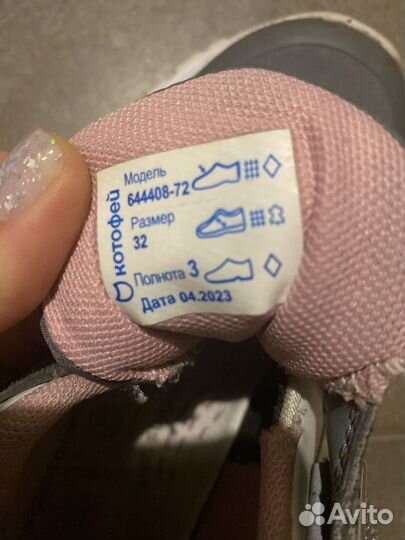 котофей
Модель
644408-72
Размер
32
Полнота 3
Дата 04.2023
Avito